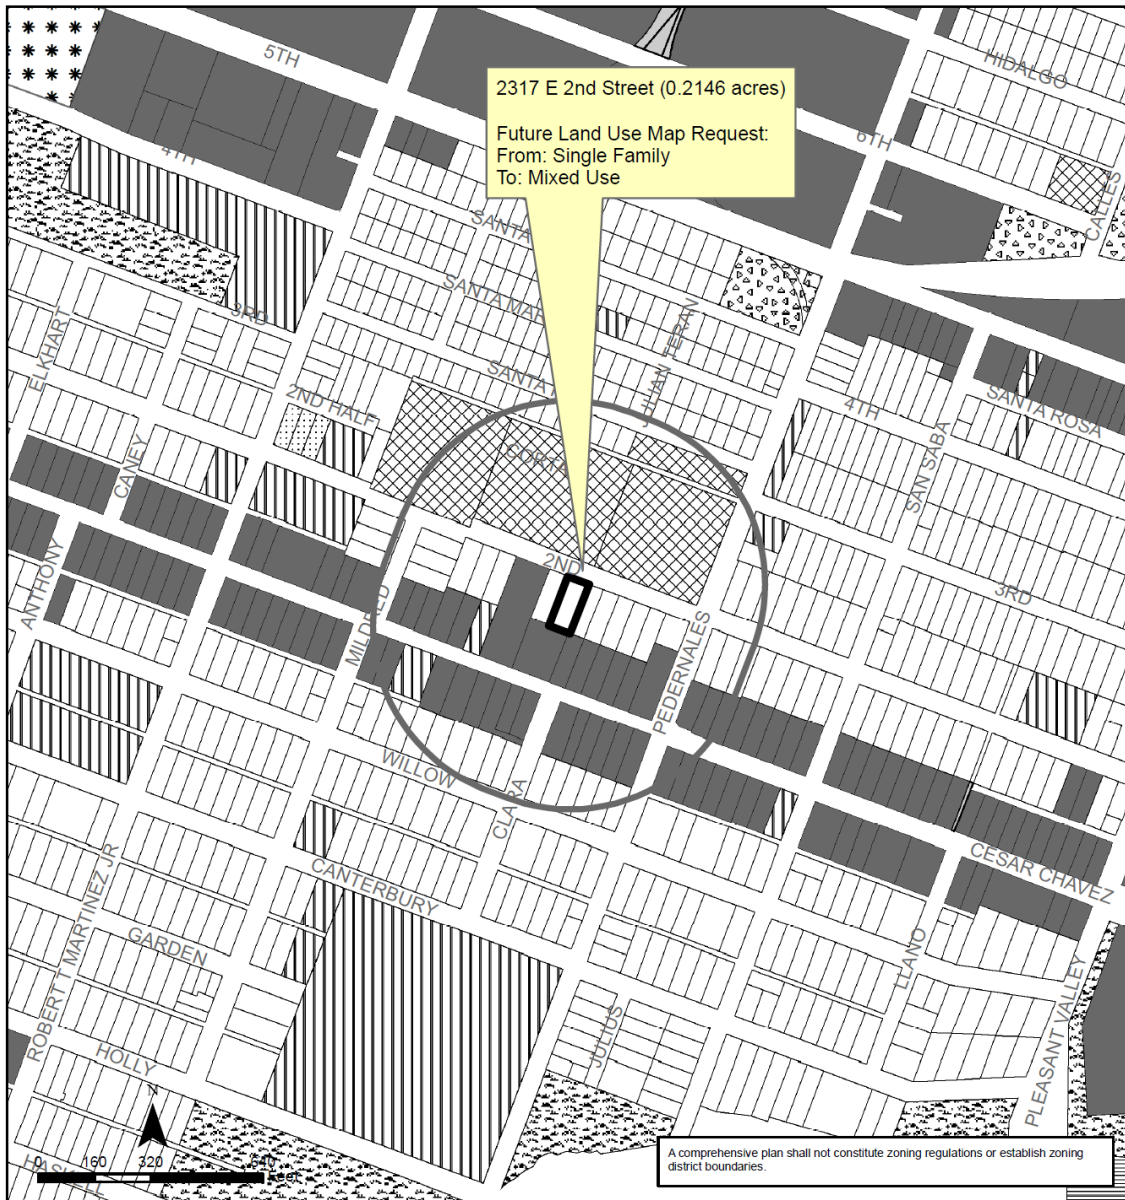 5TH
HIDALGO
2317 E 2nd Street (0.2146 acres)
Future Land Use Map Request:
From: Single Family
To: Mixed Use
6TH
4TH
CALLES
SANTA
SANTA MAR
3RD
JULIAN TERAN
ELKHART
SANTA
2ND HALF
4TH
SANTA ROSA
CANEY
CORTA
SAN SABA
ANTHONY
2ND
3RD
MILDRED
PEDERNALES
WILLOW
CLARA
CESAR CHAVEZ
CANTERBURY
ROBERT T MARTINEZ JR
GARDEN
LLANO
JULIUS
PLEASANT VALLEY
HOLLY
N
A comprehensive plan shall not constitute zoning regulations or establish zoning
district boundaries.
0 160 320 640
Feet